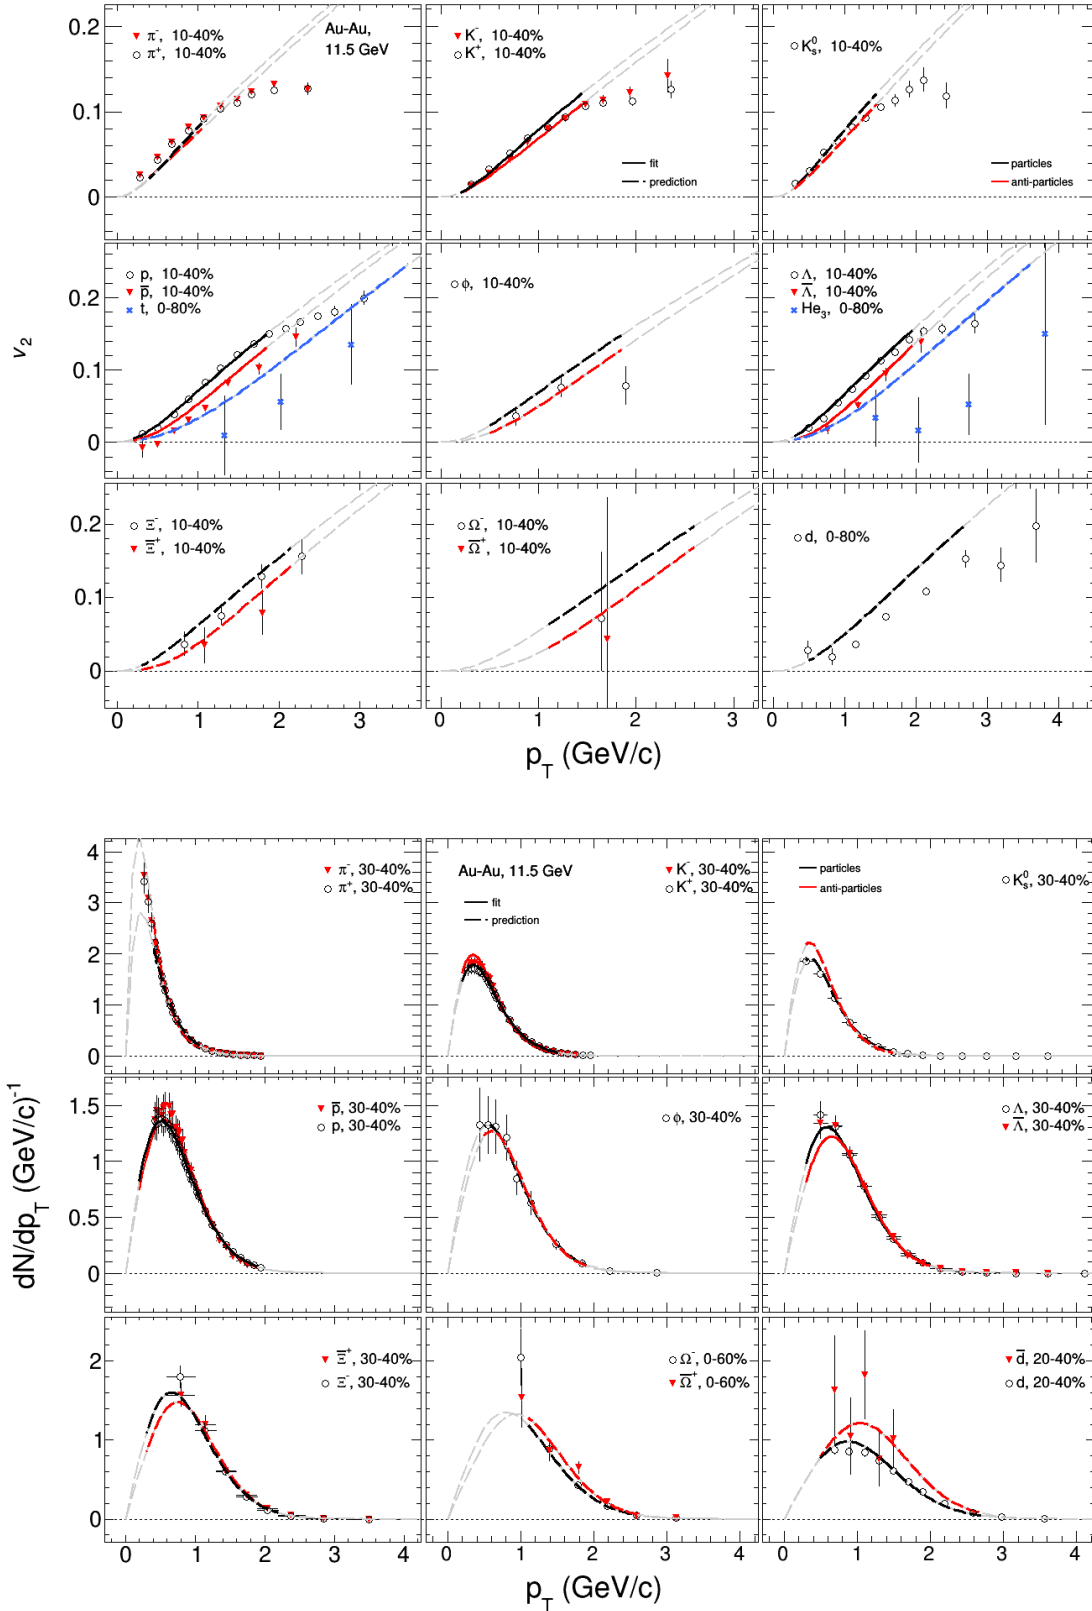 0.2
0.1
0
π⁻, 10-40%
π⁺, 10-40%
Au-Au,
11.5 GeV
K⁻, 10-40%
K⁺, 10-40%
fit
prediction
K⁰ₛ, 10-40%
particles
anti-particles
v₂
0.2
0.1
0
p, 10-40%
p̅, 10-40%
t, 0-80%
ϕ, 10-40%
Λ, 10-40%
Λ̅, 10-40%
He₃, 0-80%
0.2
0.1
0
Ξ⁻, 10-40%
Ξ̅⁺, 10-40%
Ω⁻, 10-40%
Ω̅⁺, 10-40%
d, 0-80%
0 1 2 3 0 1 2 3 0 1 2 3 4
p_T (GeV/c) p_T (GeV/c)
4
3
2
1
0
π⁻, 30-40%
π⁺, 30-40%
Au-Au, 11.5 GeV
fit
prediction
K⁻, 30-40%
K⁺, 30-40%
particles
anti-particles
K⁰ₛ, 30-40%
dN/dp_T (GeV/c)⁻¹
1.5
1
0.5
0
p̅, 30-40%
p, 30-40%
ϕ, 30-40%
Λ, 30-40%
Λ̅, 30-40%
2
1
0
Ξ̅⁺, 30-40%
Ξ⁻, 30-40%
Ω⁻, 0-60%
Ω̅⁺, 0-60%
d̅, 20-40%
d, 20-40%
0 1 2 3 4 0 1 2 3 4 0 1 2 3 4
p_T (GeV/c) p_T (GeV/c)